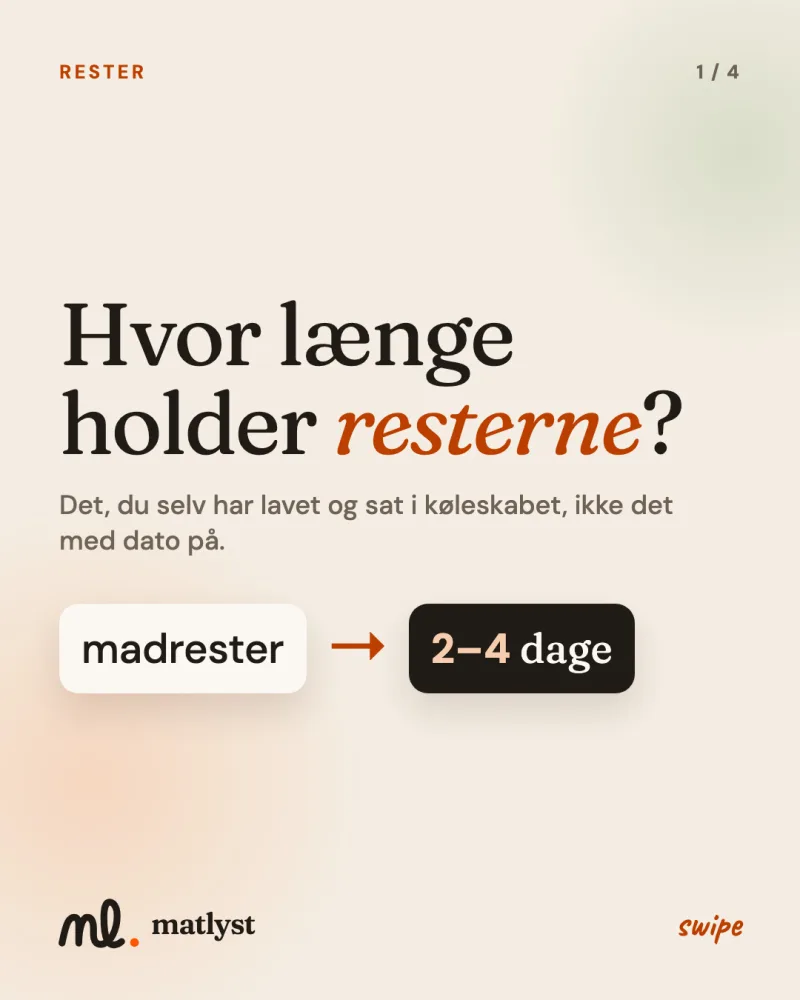 RESTER
1 / 4
Hvor længe
holder resterne?
Det, du selv har lavet og sat i køleskabet, ikke det
med dato på.
madrester → 2–4 dage
ml. matlyst
swipe